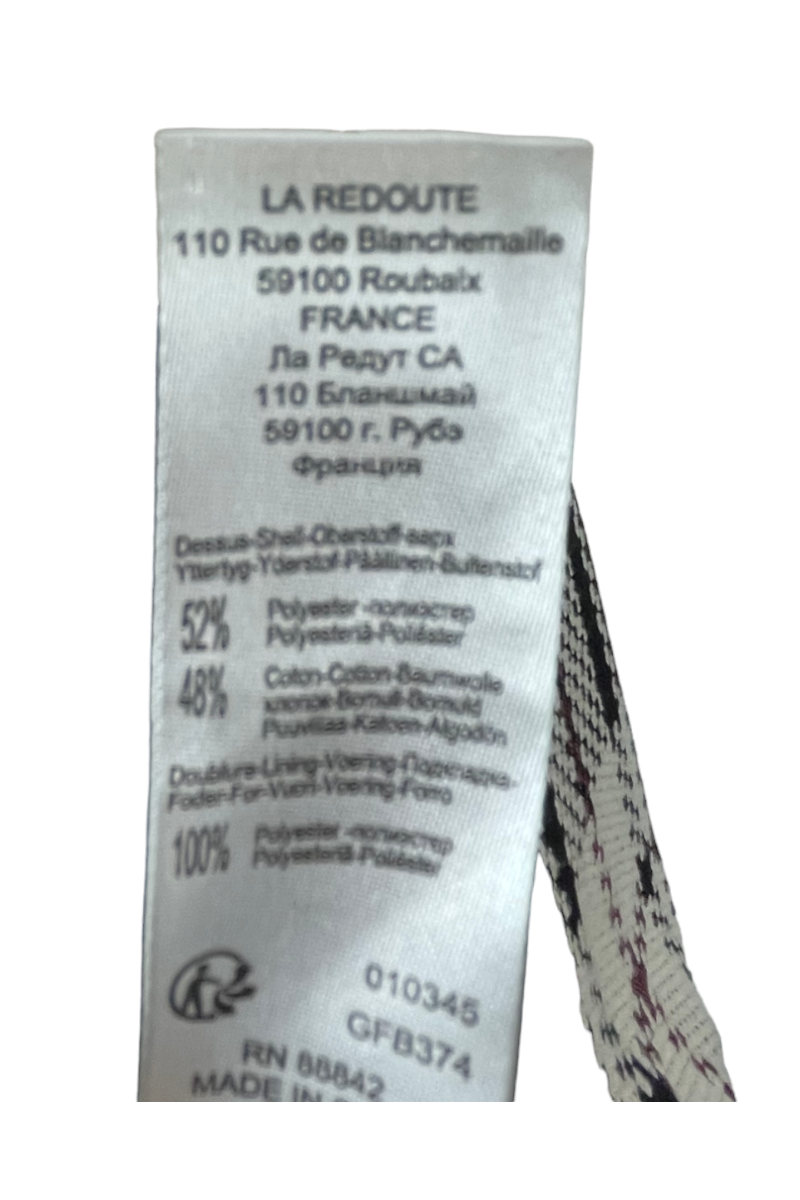 LA REDOUTE
110 Rue de Blanchemaille
59100 Roubaix
FRANCE
Ла Редут СА
110 Бланшмай
59100 г. Рубэ
Франция
Dessus-Shell-Oberstoff-верх
Yttertyg-Yderstof-Päällinen-Buitenstof
52% Polyester -полиэстер
Polyesteriä-Poliéster
48% Coton-Cotton-Baumwolle
хлопок-Bomull-Bomuld
Puuvillaa-Katoen-Algodón
Doublure-Lining-Voering-Подкладка-
Foder-For-Vuori-Voering-Forro
100% Polyester -полиэстер
Polyesteriä-Poliéster
010345
GFB374
RN 88842
MADE IN